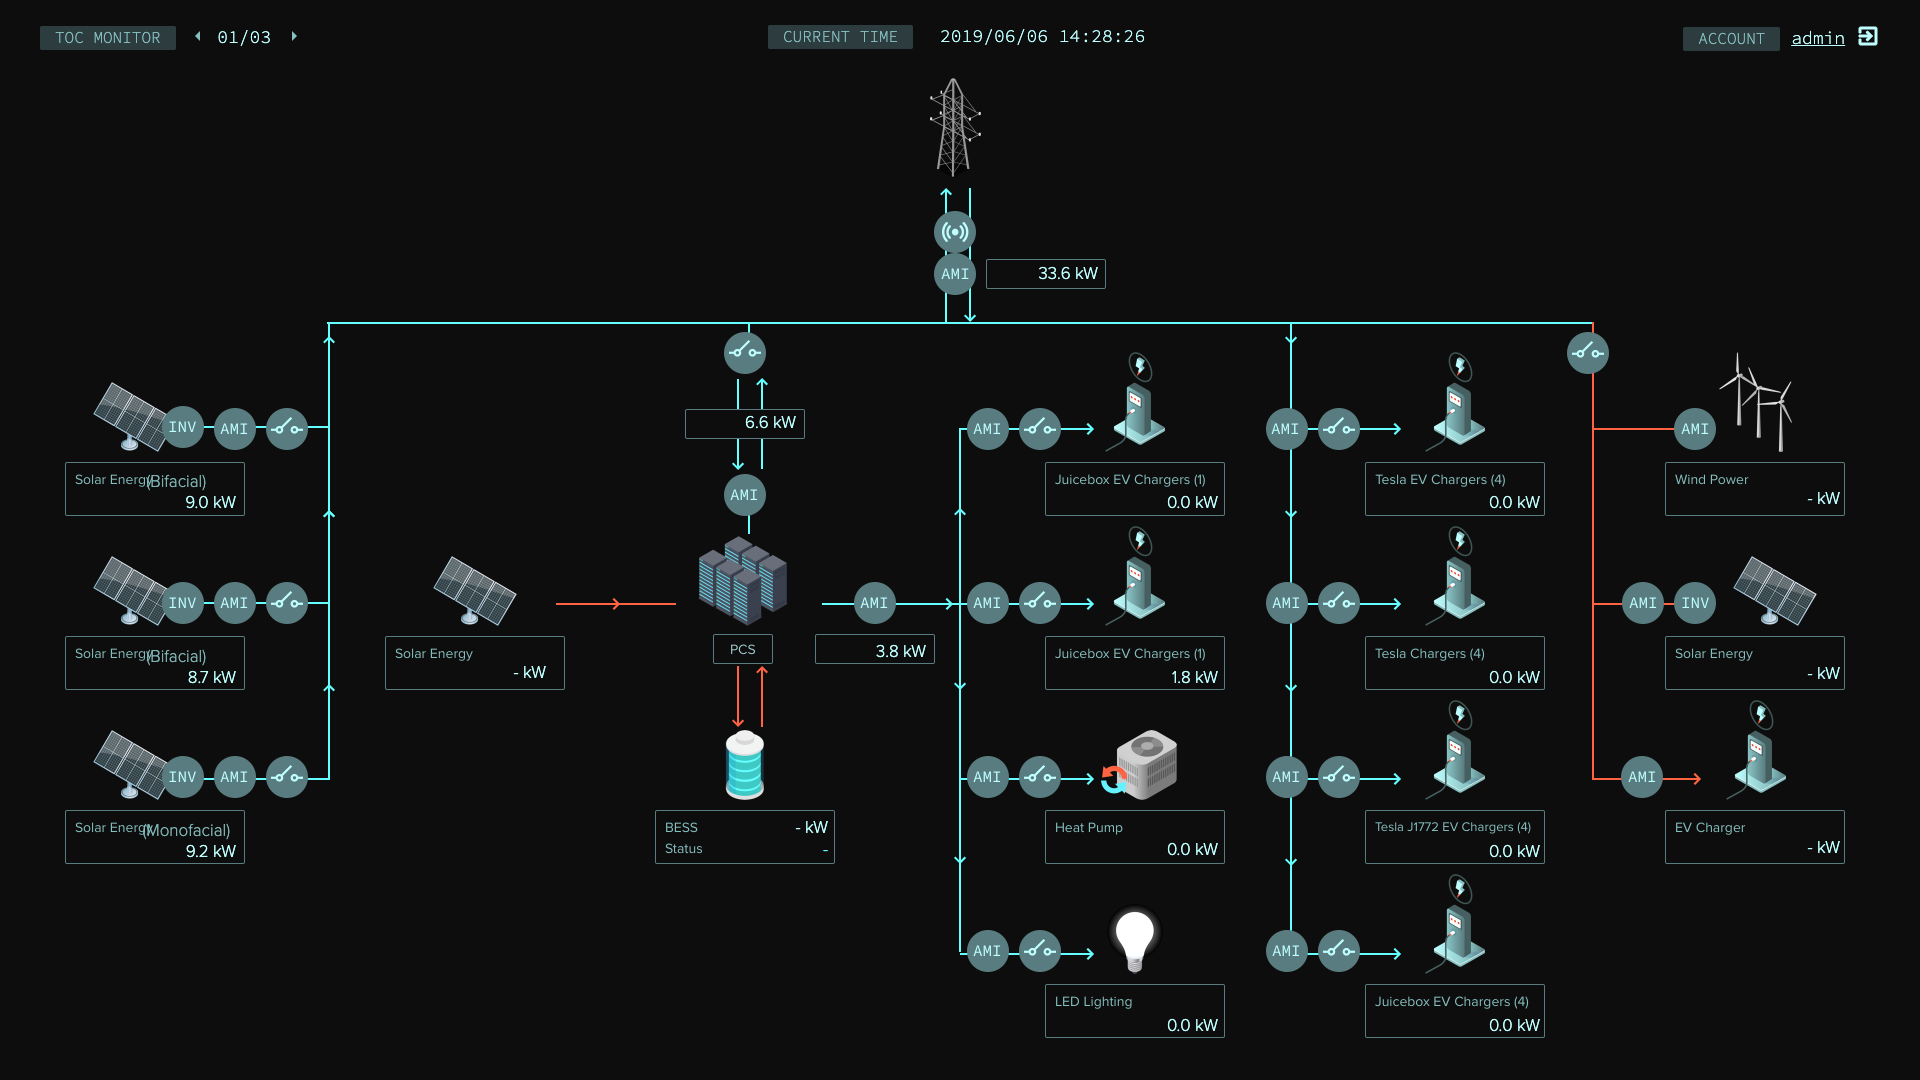 TOC MONITOR 01/03
CURRENT TIME 2019/06/06 14:28:26
ACCOUNT admin
AMI 33.6 kW
INV AMI
Solar Energy (Bifacial)
9.0 kW
INV AMI
Solar Energy (Bifacial)
8.7 kW
INV AMI
Solar Energy (Monofacial)
9.2 kW
Solar Energy
- kW
6.6 kW
AMI
PCS
BESS - kW
Status -
AMI
3.8 kW
AMI
Juicebox EV Chargers (1)
0.0 kW
AMI
Juicebox EV Chargers (1)
1.8 kW
AMI
Heat Pump
0.0 kW
AMI
LED Lighting
0.0 kW
AMI
Tesla EV Chargers (4)
0.0 kW
AMI
Tesla Chargers (4)
0.0 kW
AMI
Tesla J1772 EV Chargers (4)
0.0 kW
AMI
Juicebox EV Chargers (4)
0.0 kW
AMI
Wind Power
- kW
AMI INV
Solar Energy
- kW
AMI
EV Charger
- kW